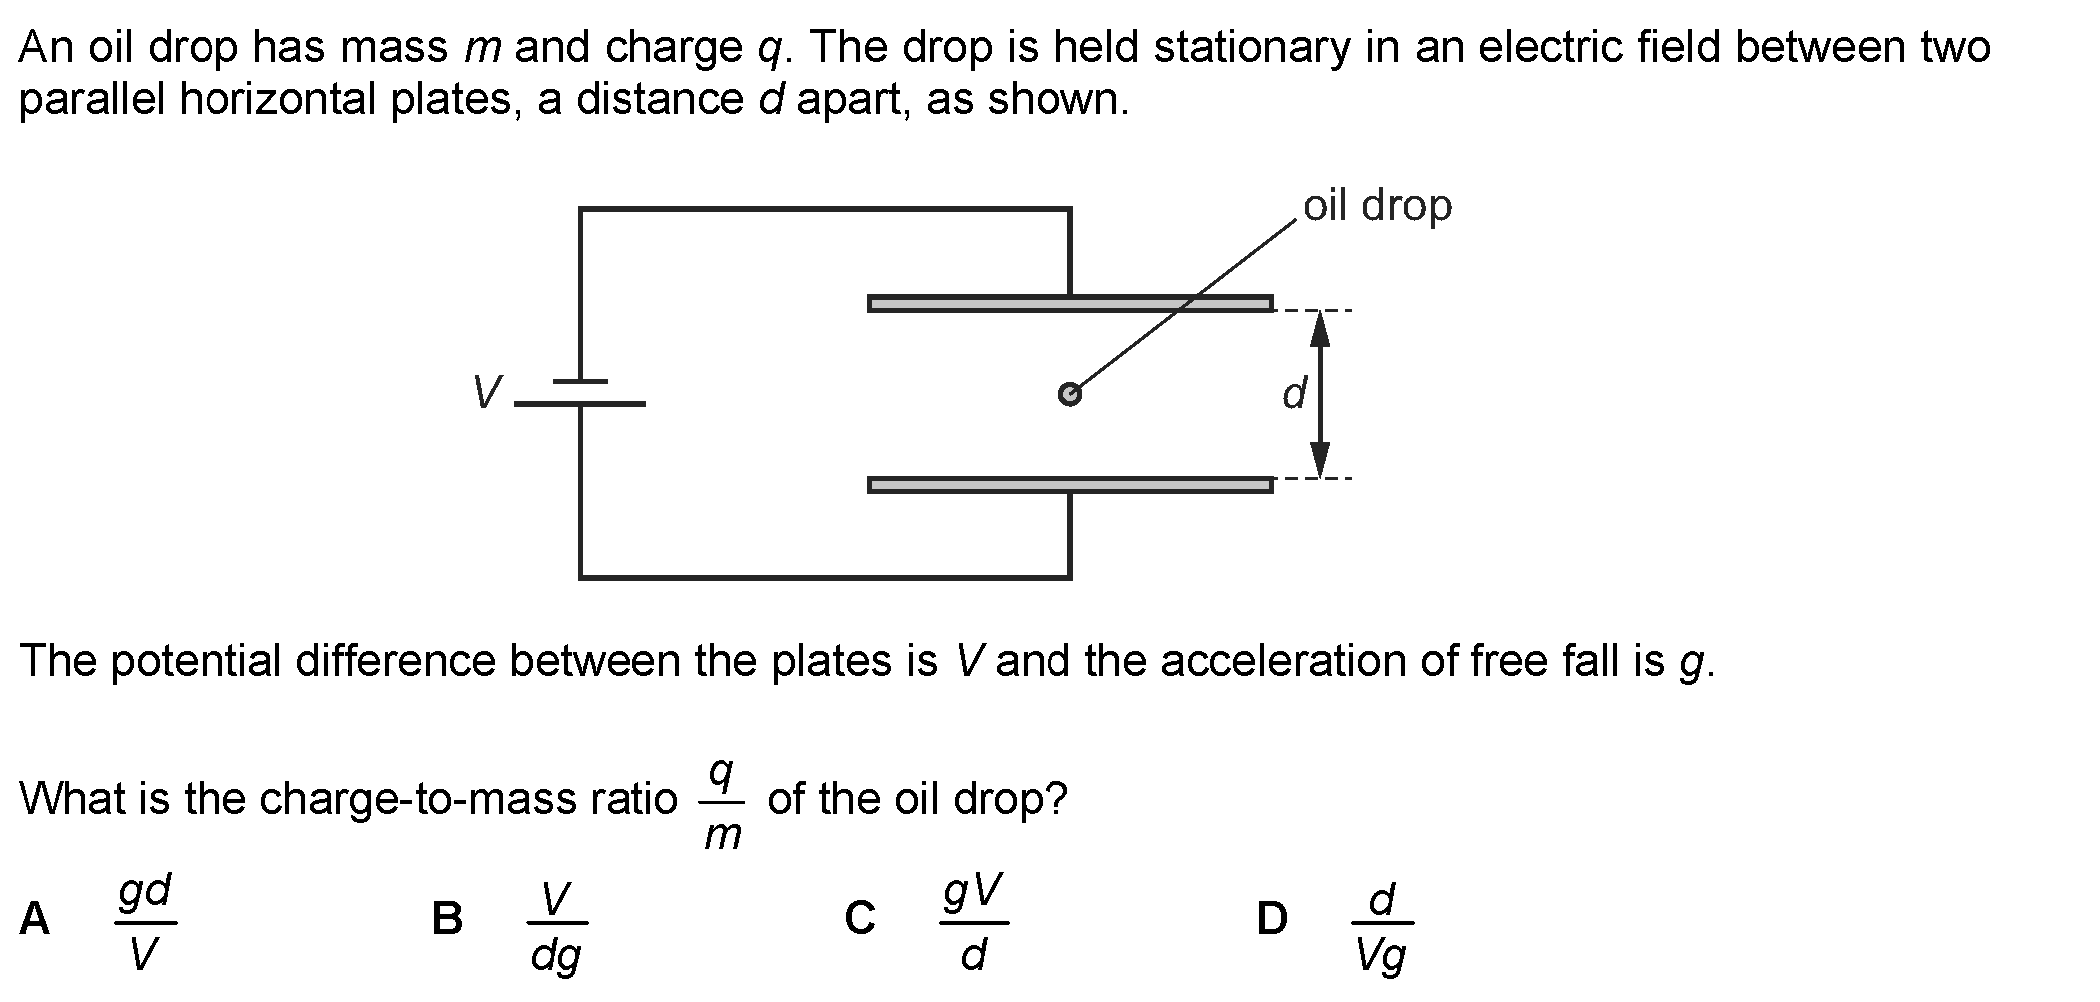 An oil drop has mass m and charge q. The drop is held stationary in an electric field between two
parallel horizontal plates, a distance d apart, as shown.
oil drop
V
d
The potential difference between the plates is V and the acceleration of free fall is g.
What is the charge-to-mass ratio q/m of the oil drop?
A gd/V B V/dg C gV/d D d/Vg